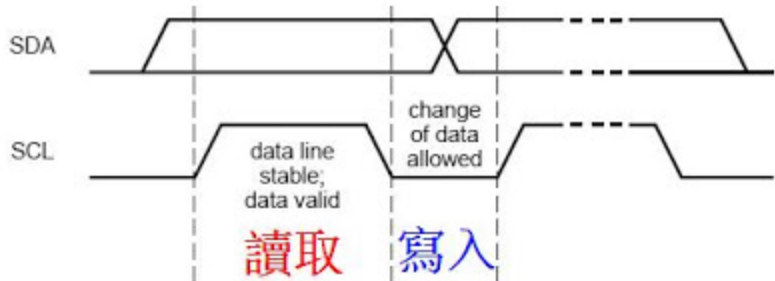 SDA
SCL
data line
stable;
data valid
change
of data
allowed
讀取
寫入